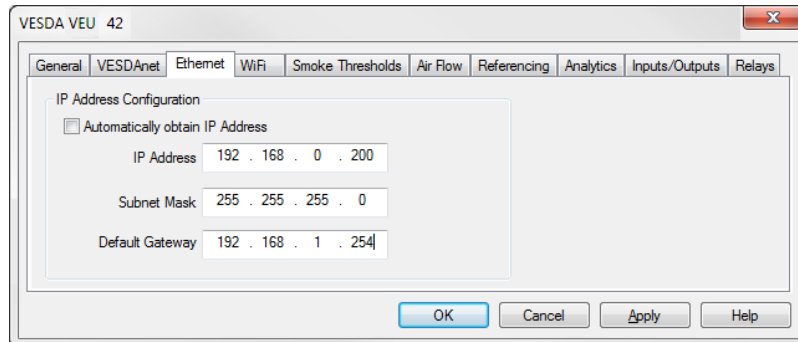 VESDA VEU 42
General VESDAnet Ethernet WiFi Smoke Thresholds Air Flow Referencing Analytics Inputs/Outputs Relays
IP Address Configuration
Automatically obtain IP Address
IP Address 192 . 168 . 0 . 200
Subnet Mask 255 . 255 . 255 . 0
Default Gateway 192 . 168 . 1 . 254
OK Cancel Apply Help